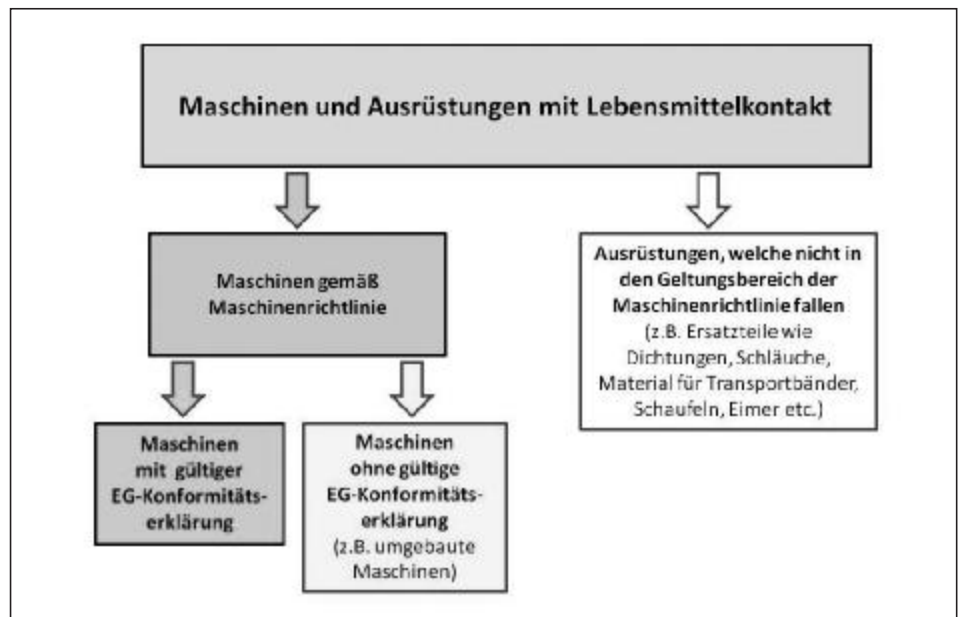 Maschinen und Ausrüstungen mit Lebensmittelkontakt
Maschinen gemäß
Maschinenrichtlinie
Ausrüstungen, welche nicht in
den Geltungsbereich der
Maschinenrichtlinie fallen
(z.B. Ersatzteile wie
Dichtungen, Schläuche,
Material für Transportbänder,
Schaufeln, Eimer etc.)
Maschinen
mit gültiger
EG-Konformitäts-
erklärung
Maschinen
ohne gültige
EG-Konformitäts-
erklärung
(z.B. umgebaute
Maschinen)